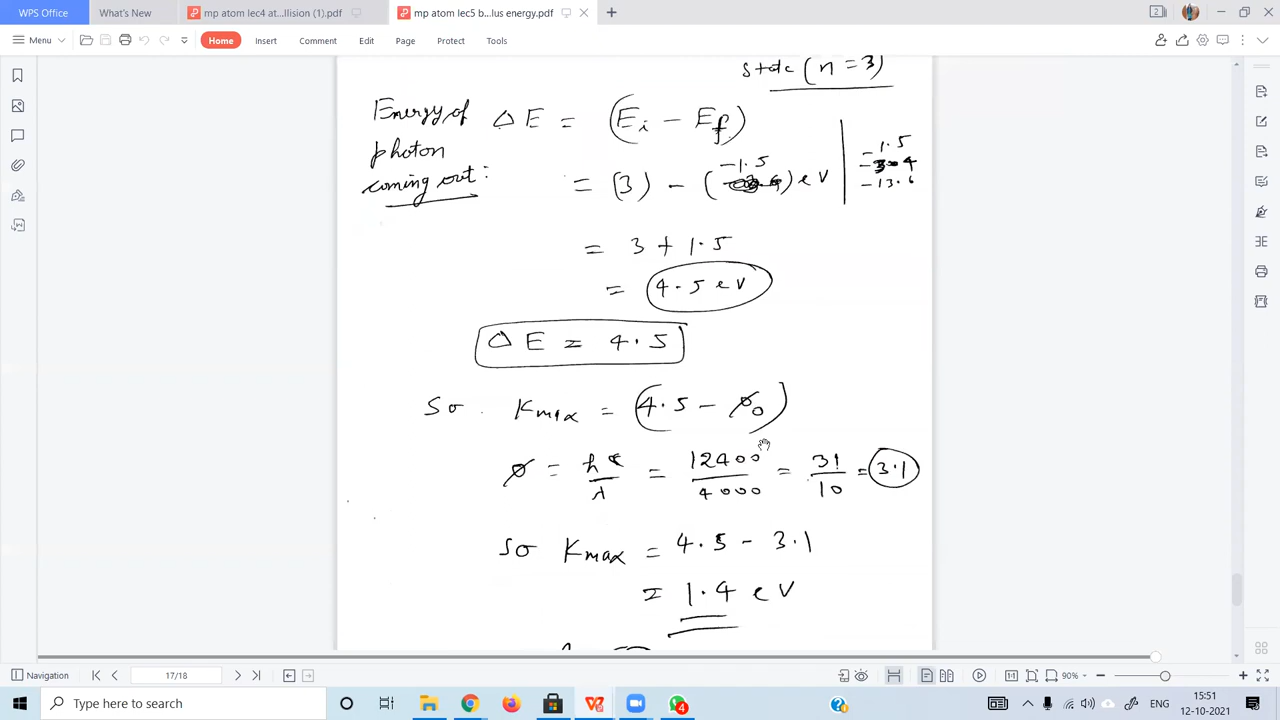 WPS Office
What's New
mp atom lec4 at...llision (1).pdf
mp atom lec5 b...lus energy.pdf
Menu
Home
Insert
Comment
Edit
Page
Protect
Tools
state (n = 3)
Energy of photon coming out :
ΔE = (Ei - Ef)
= (3) - (-1.5) eV
-1.5
-3.4
-13.6
= 3 + 1.5
= 4.5 eV
ΔE = 4.5
So Kmax = (4.5 - ϕ0)
ϕ = hc/λ = 12400/4000 = 31/10 = 3.1
So Kmax = 4.5 - 3.1
= 1.4 eV
Navigation
17/18
90%
Type here to search
4
ENG
15:51
12-10-2021